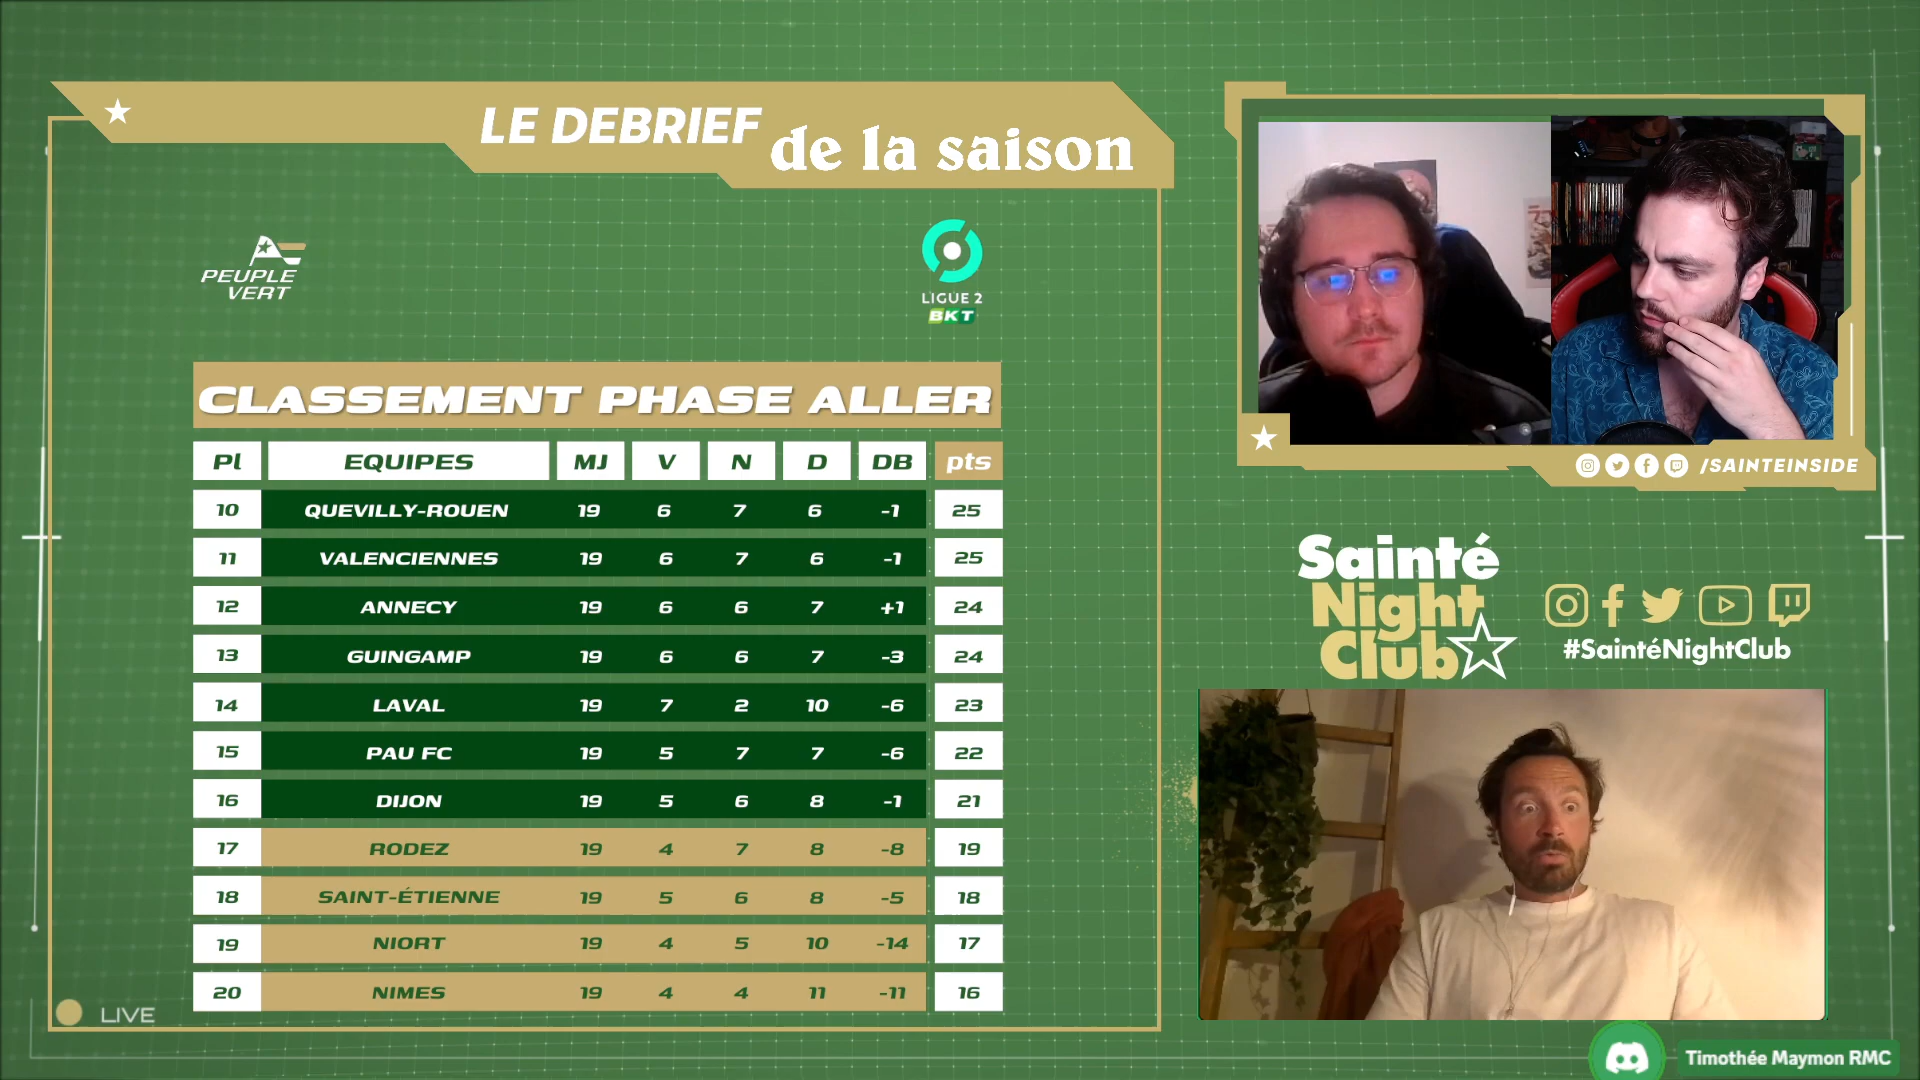 LE DEBRIEF de la saison
PEUPLE
VERT
LIGUE 2
BKT
CLASSEMENT PHASE ALLER
Pl EQUIPES MJ V N D DB pts
10 QUEVILLY-ROUEN 19 6 7 6 -1 25
11 VALENCIENNES 19 6 7 6 -1 25
12 ANNECY 19 6 6 7 +1 24
13 GUINGAMP 19 6 6 7 -3 24
14 LAVAL 19 7 2 10 -6 23
15 PAU FC 19 5 7 7 -6 22
16 DIJON 19 5 6 8 -1 21
17 RODEZ 19 4 7 8 -8 19
18 SAINT-ÉTIENNE 19 5 6 8 -5 18
19 NIORT 19 4 5 10 -14 17
20 NIMES 19 4 4 11 -11 16
LIVE
/SAINTEINSIDE
Sainté
Night
Club
#SaintéNightClub
Timothée Maymon RMC